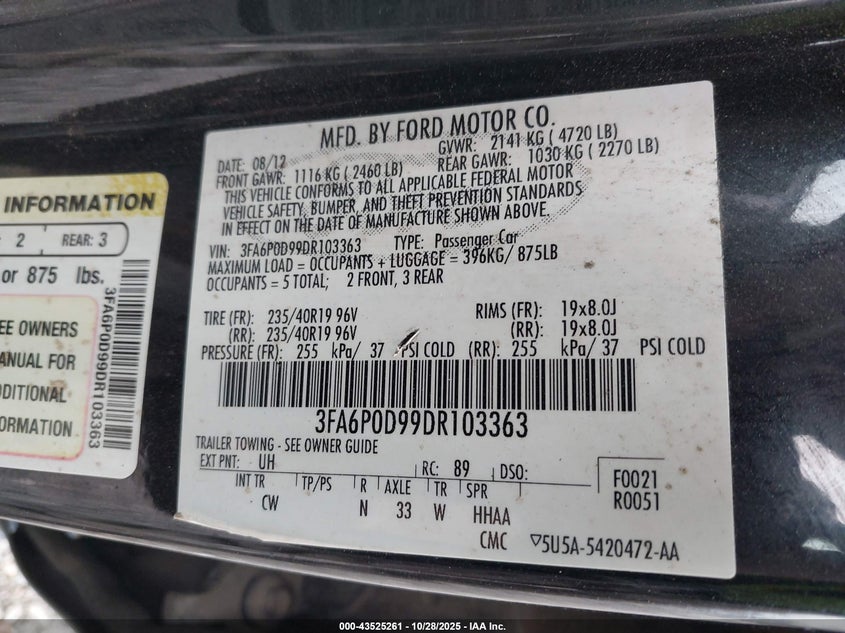 INFORMATION
: 2 REAR: 3
or 875 lbs.
EE OWNERS
ANUAL FOR
DDITIONAL
FORMATION
3FA6P0D99DR103363
MFD. BY FORD MOTOR CO.
DATE: 08/12 GVWR: 2141 KG ( 4720 LB)
FRONT GAWR: 1116 KG ( 2460 LB) REAR GAWR: 1030 KG ( 2270 LB)
THIS VEHICLE CONFORMS TO ALL APPLICABLE FEDERAL MOTOR
VEHICLE SAFETY, BUMPER, AND THEFT PREVENTION STANDARDS
IN EFFECT ON THE DATE OF MANUFACTURE SHOWN ABOVE.
VIN: 3FA6P0D99DR103363 TYPE: Passenger Car
MAXIMUM LOAD = OCCUPANTS + LUGGAGE = 396KG/ 875LB
OCCUPANTS = 5 TOTAL; 2 FRONT, 3 REAR
TIRE (FR): 235/40R19 96V RIMS (FR): 19x8.0J
(RR): 235/40R19 96V (RR): 19x8.0J
PRESSURE (FR): 255 kPa/ 37 PSI COLD (RR): 255 kPa/ 37 PSI COLD
3FA6P0D99DR103363
TRAILER TOWING - SEE OWNER GUIDE
EXT PNT: UH RC: 89 DSO: F0021
R0051
INT TR TP/PS R AXLE TR SPR
CW N 33 W HHAA
CMC ▽5U5A-5420472-AA
000-43525261 | 10/28/2025 - IAA Inc.